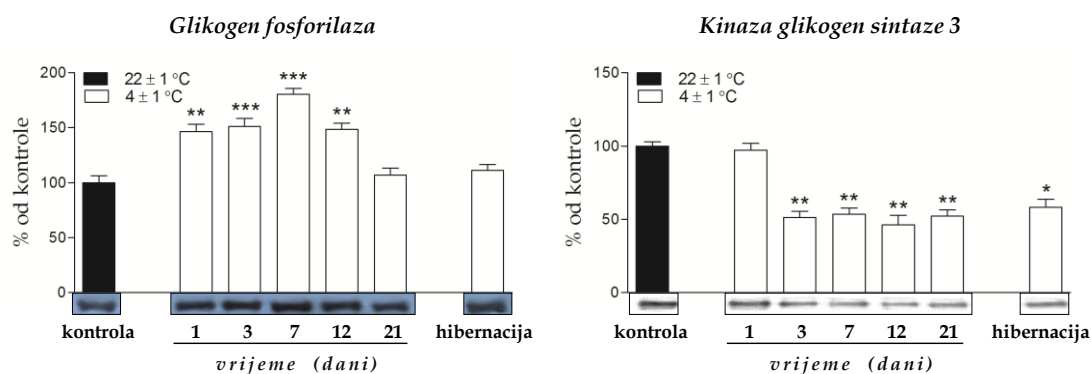 Glikogen fosforilaza
200
150
100
50
0
% od kontrole
22 ± 1 °C
4 ± 1 °C
**
***
***
**
kontrola
1 3 7 12 21
hibernacija
vrijeme (dani)
Kinaza glikogen sintaze 3
150
100
50
0
% od kontrole
22 ± 1 °C
4 ± 1 °C
**
**
**
**
*
kontrola
1 3 7 12 21
hibernacija
vrijeme (dani)